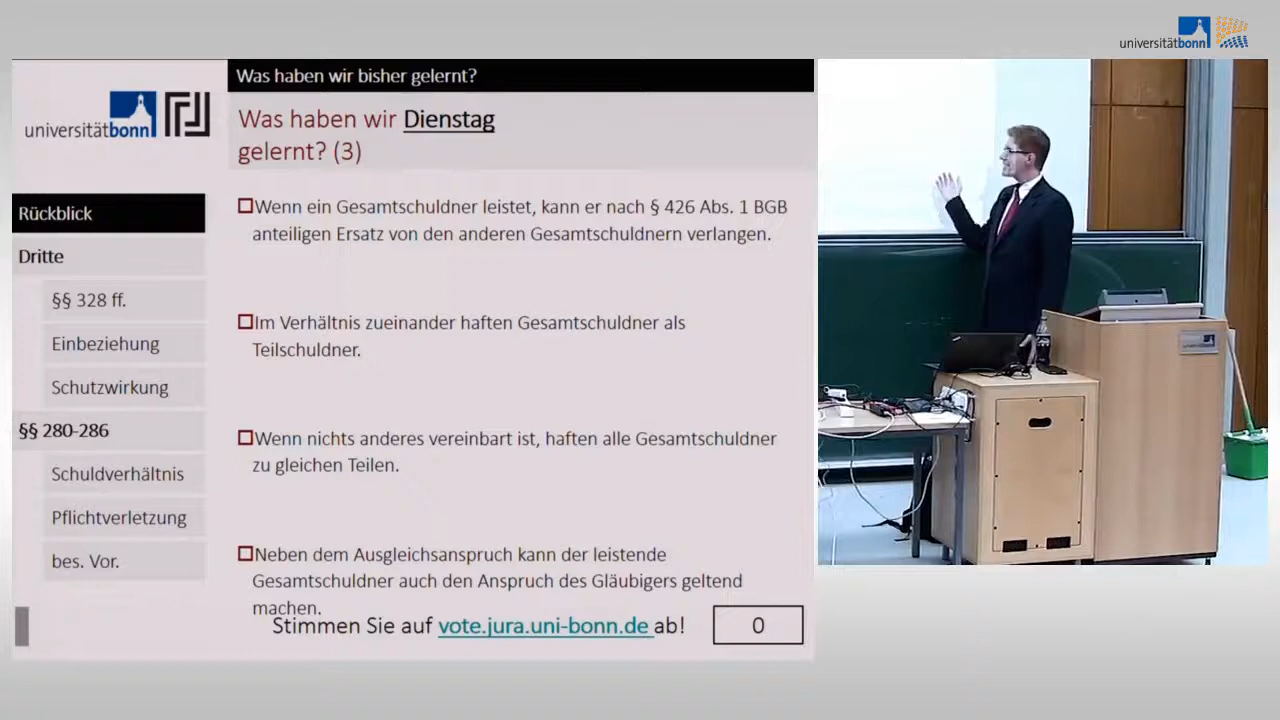 universitätbonn
Was haben wir bisher gelernt?
universitätbonn
Was haben wir Dienstag
gelernt? (3)
Rückblick
Dritte
§§ 328 ff.
Einbeziehung
Schutzwirkung
§§ 280-286
Schuldverhältnis
Pflichtverletzung
bes. Vor.
Wenn ein Gesamtschuldner leistet, kann er nach § 426 Abs. 1 BGB
anteiligen Ersatz von den anderen Gesamtschuldnern verlangen.
Im Verhältnis zueinander haften Gesamtschuldner als
Teilschuldner.
Wenn nichts anderes vereinbart ist, haften alle Gesamtschuldner
zu gleichen Teilen.
Neben dem Ausgleichsanspruch kann der leistende
Gesamtschuldner auch den Anspruch des Gläubigers geltend
machen.
Stimmen Sie auf vote.jura.uni-bonn.de ab!
0